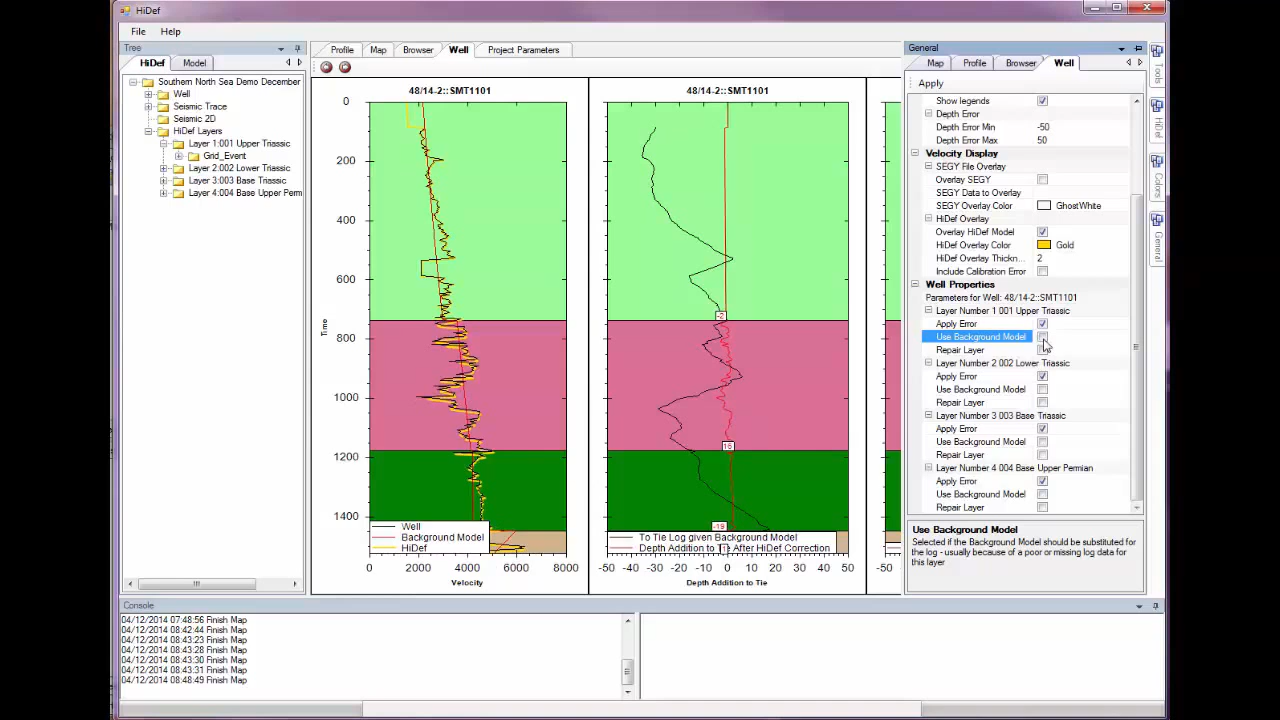 HiDef
File Help
Tree
HiDef Model
Southern North Sea Demo December
Well
Seismic Trace
Seismic 2D
HiDef Layers
Layer 1:001 Upper Triassic
Grid_Event
Layer 2:002 Lower Triassic
Layer 3:003 Base Triassic
Layer 4:004 Base Upper Perm
Profile Map Browser Well Project Parameters
48/14-2::SMT1101
0
200
400
600
800
1000
1200
1400
Time
Well
Background Model
HiDef
0 2000 4000 6000 8000
Velocity
48/14-2::SMT1101
-2
16
-19
To Tie Log given Background Model
Depth Addition to Tie After HiDef Correction
-50 -40 -30 -20 -10 0 10 20 30 40 50
Depth Addition to Tie
General
Map Profile Browser Well
Apply
Show legends
Depth Error
Depth Error Min -50
Depth Error Max 50
Velocity Display
SEGY File Overlay
Overlay SEGY
SEGY Data to Overlay
SEGY Overlay Color GhostWhite
HiDef Overlay
Overlay HiDef Model
HiDef Overlay Color Gold
HiDef Overlay Thickn... 2
Include Calibration Error
Well Properties
Parameters for Well: 48/14-2::SMT1101
Layer Number 1 001 Upper Triassic
Apply Error
Use Background Model
Repair Layer
Layer Number 2 002 Lower Triassic
Apply Error
Use Background Model
Repair Layer
Layer Number 3 003 Base Triassic
Apply Error
Use Background Model
Repair Layer
Layer Number 4 004 Base Upper Permian
Apply Error
Use Background Model
Repair Layer
Use Background Model
Selected if the Background Model should be substituted for the log - usually because of a poor or missing log data for this layer
Tools
HiDef
Colors
General
Console
04/12/2014 07:48:56 Finish Map
04/12/2014 08:42:44 Finish Map
04/12/2014 08:43:23 Finish Map
04/12/2014 08:43:28 Finish Map
04/12/2014 08:43:30 Finish Map
04/12/2014 08:43:31 Finish Map
04/12/2014 08:48:49 Finish Map